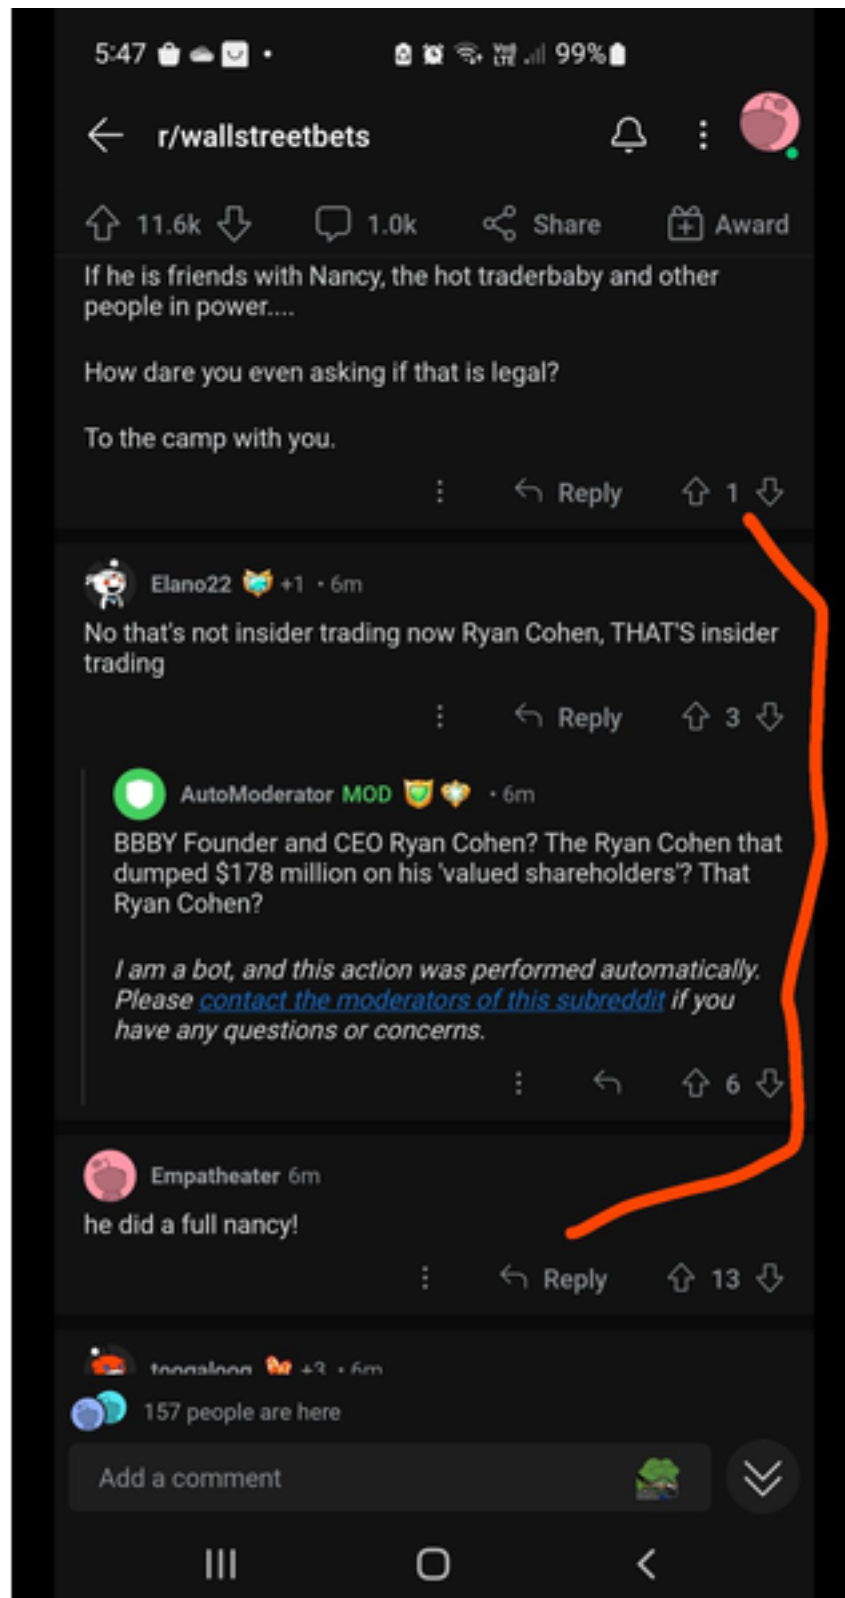 5:47 99%
r/wallstreetbets
11.6k 1.0k Share Award
If he is friends with Nancy, the hot traderbaby and other
people in power....
How dare you even asking if that is legal?
To the camp with you.
Reply 1
Elano22 +1 • 6m
No that's not insider trading now Ryan Cohen, THAT'S insider
trading
Reply 3
AutoModerator MOD • 6m
BBBY Founder and CEO Ryan Cohen? The Ryan Cohen that
dumped $178 million on his 'valued shareholders'? That
Ryan Cohen?
I am a bot, and this action was performed automatically.
Please contact the moderators of this subreddit if you
have any questions or concerns.
6
Empatheater 6m
he did a full nancy!
Reply 13
+3 • 6m
157 people are here
Add a comment